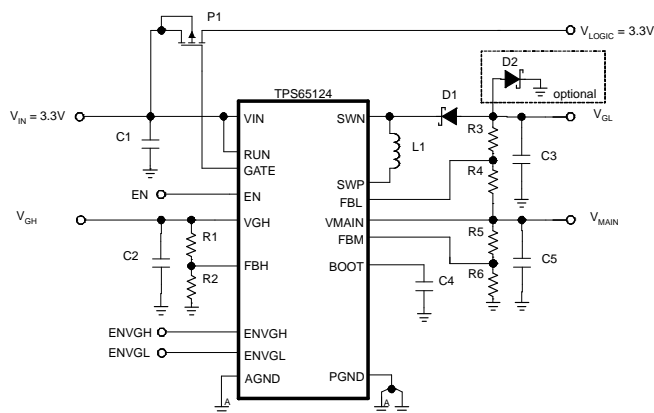 P1
V_LOGIC = 3.3V
D2
optional
TPS65124
D1
V_IN = 3.3V
VIN
SWN
V_GL
C1
RUN
L1
R3
C3
GATE
R4
EN
EN
SWP
FBL
V_GH
VGH
VMAIN
V_MAIN
R1
FBM
R5
C2
C5
FBH
BOOT
R2
C4
R6
ENVGH
ENVGH
ENVGL
ENVGL
AGND
PGND
A
A